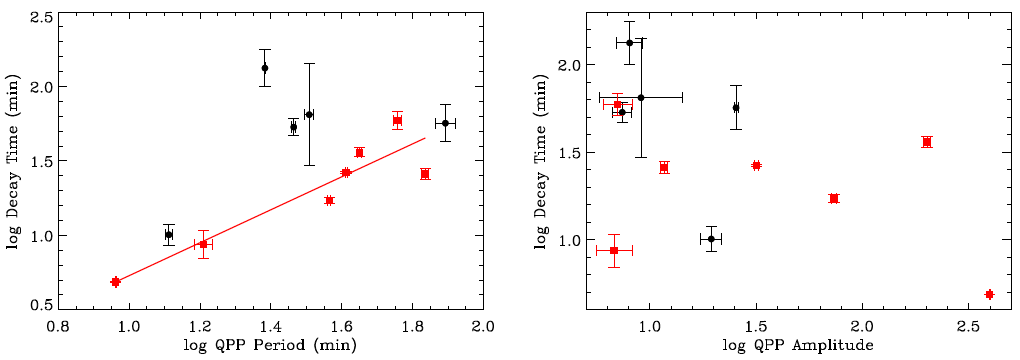 2.5
2.0
1.5
1.0
0.5
log Decay Time (min)
0.8 1.0 1.2 1.4 1.6 1.8 2.0
log QPP Period (min)
2.0
1.5
1.0
log Decay Time (min)
1.0 1.5 2.0 2.5
log QPP Amplitude